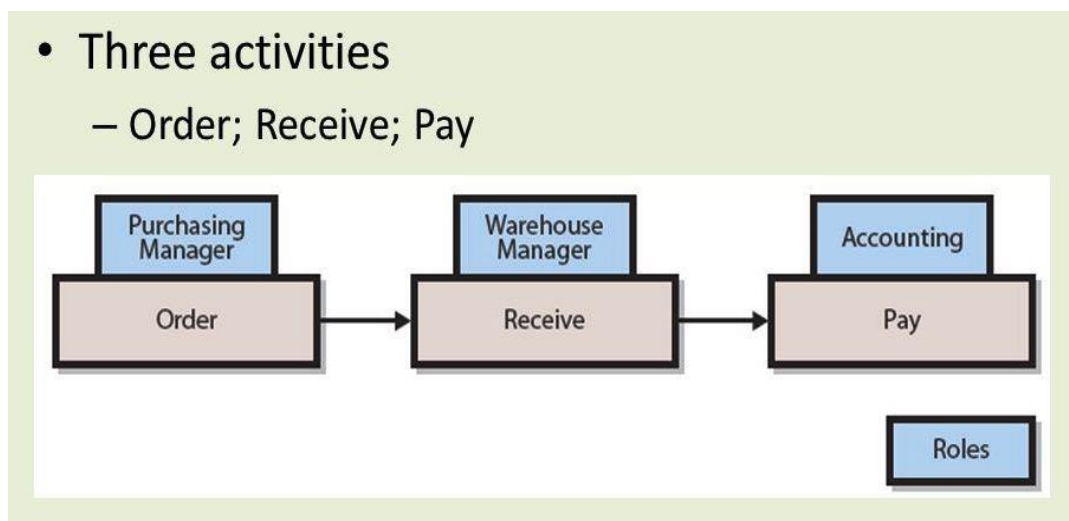 • Three activities
– Order; Receive; Pay
Purchasing
Manager
Order
Warehouse
Manager
Receive
Accounting
Pay
Roles